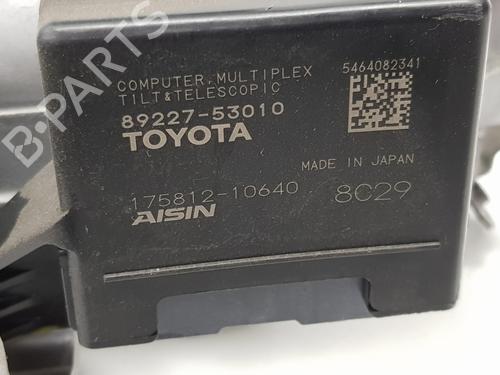 COMPUTER, MULTIPLEX
TILT&TELESCOPIC
89227-53010
TOYOTA
5464082341
MADE IN JAPAN
175812-10640
8C29
AISIN
B-PARTS